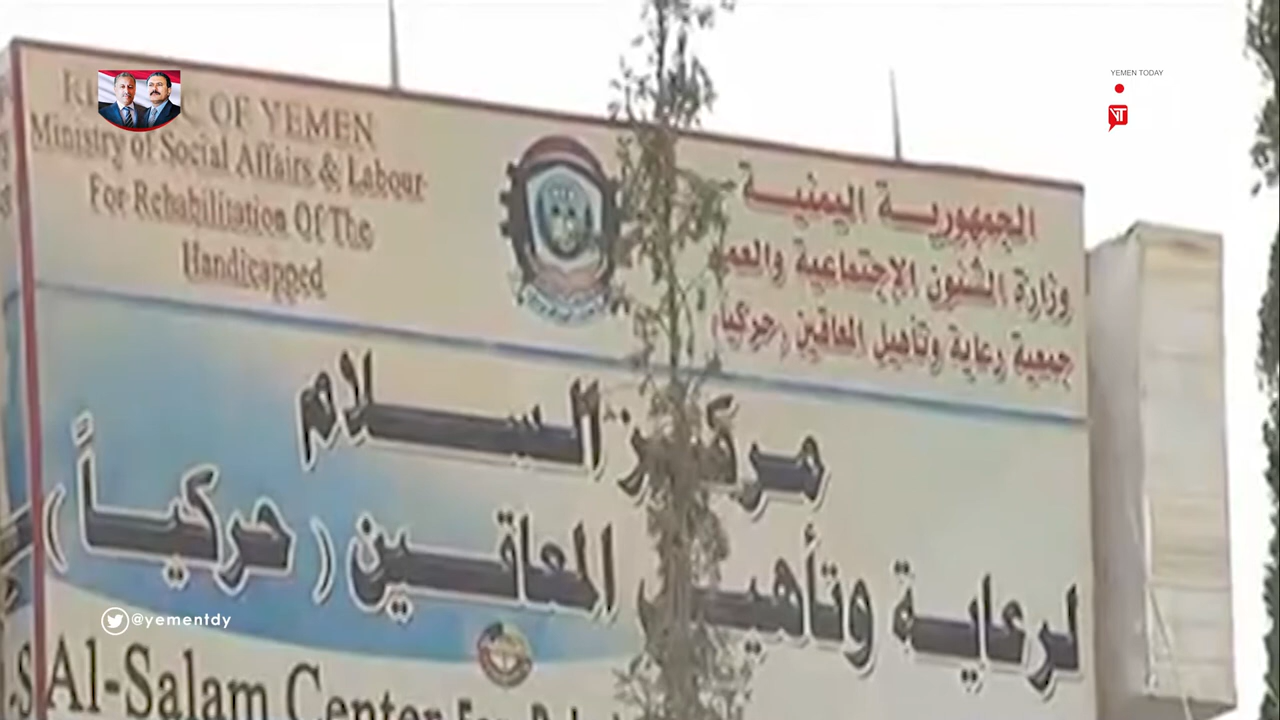 YEMEN TODAY
OF YEMEN
Ministry of Social Affairs & Labour
For Rehabilitation Of The
Handicapped
الجمهورية اليمنية
وزارة الشئون الإجتماعية
جمعية رعاية وتأهيل المعاقين (حركيا)
مركز السلام
لرعاية وتأهيل المعاقين (حركياً)
@yementdy
Al-Salam Center For